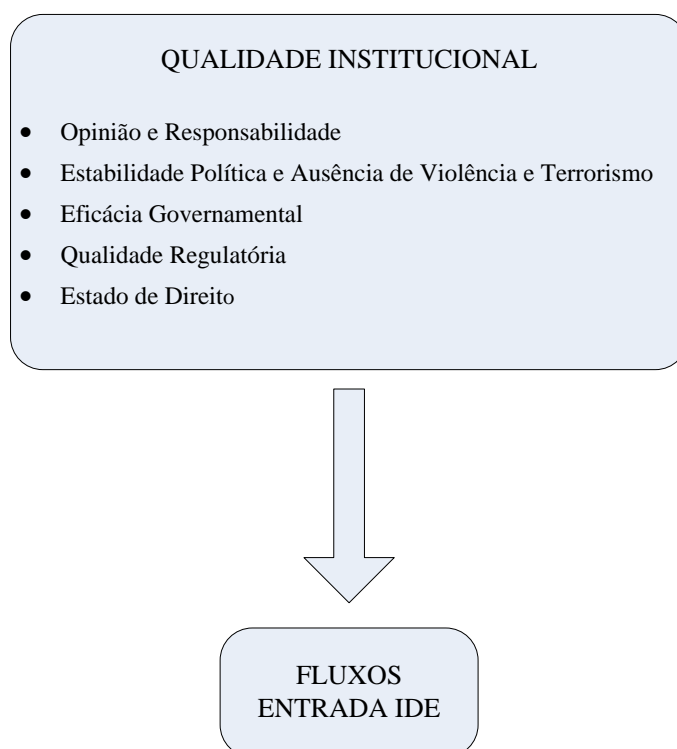 QUALIDADE INSTITUCIONAL
• Opinião e Responsabilidade
• Estabilidade Política e Ausência de Violência e Terrorismo
• Eficácia Governamental
• Qualidade Regulatória
• Estado de Direito
FLUXOS
ENTRADA IDE